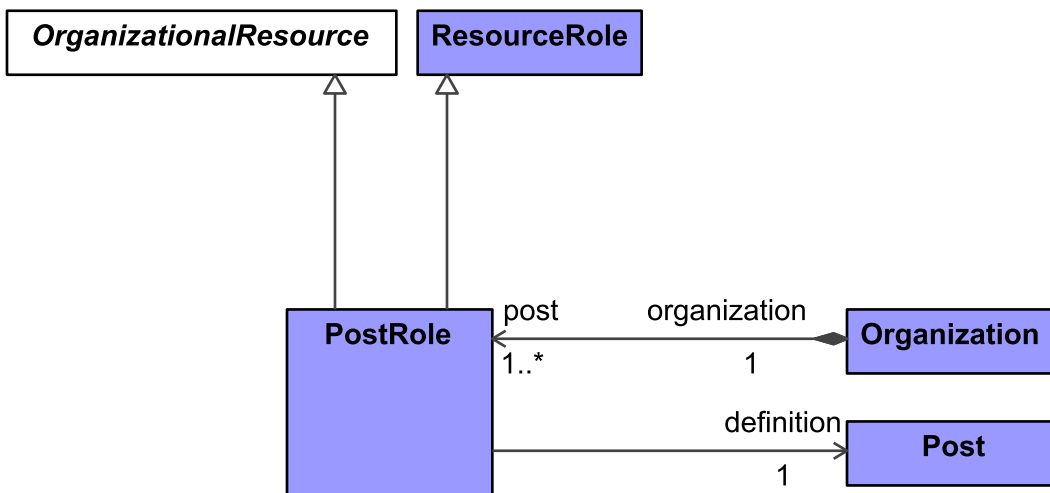 OrganizationalResource
ResourceRole
PostRole
post
organization
Organization
1..*
1
definition
Post
1